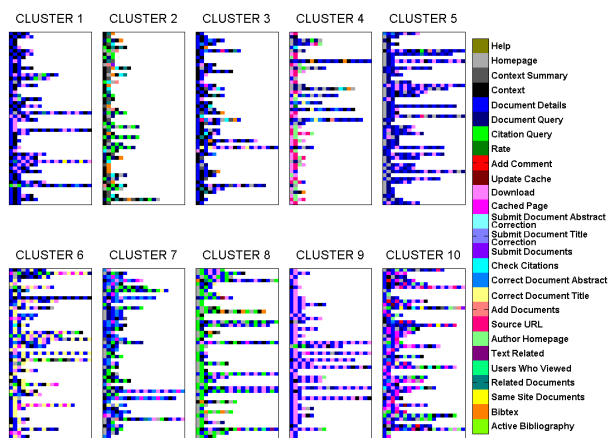 CLUSTER 1
CLUSTER 2
CLUSTER 3
CLUSTER 4
CLUSTER 5
CLUSTER 6
CLUSTER 7
CLUSTER 8
CLUSTER 9
CLUSTER 10
Help
Homepage
Context Summary
Context
Document Details
Document Query
Citation Query
Rate
Add Comment
Update Cache
Download
Cached Page
Submit Document Abstract
Correction
Submit Document Title
Correction
Submit Documents
Check Citations
Correct Document Abstract
Correct Document Title
Add Documents
Source URL
Author Homepage
Text Related
Users Who Viewed
Related Documents
Same Site Documents
Bibtex
Active Bibliography